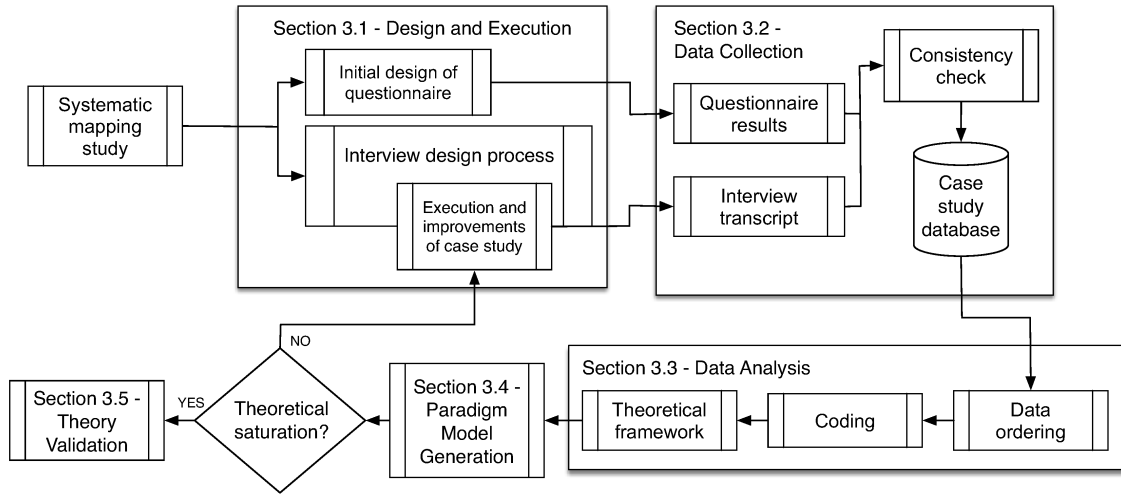 Section 3.1 - Design and Execution
Initial design of
questionnaire
Systematic
mapping
study
Interview design process
Execution and
improvements
of case study
Section 3.2 -
Data Collection
Consistency
check
Questionnaire
results
Interview
transcript
Case
study
database
NO
Section 3.3 - Data Analysis
YES
Section 3.5 -
Theory
Validation
Theoretical
saturation?
Section 3.4 -
Paradigm
Model
Generation
Theoretical
framework
Coding
Data
ordering